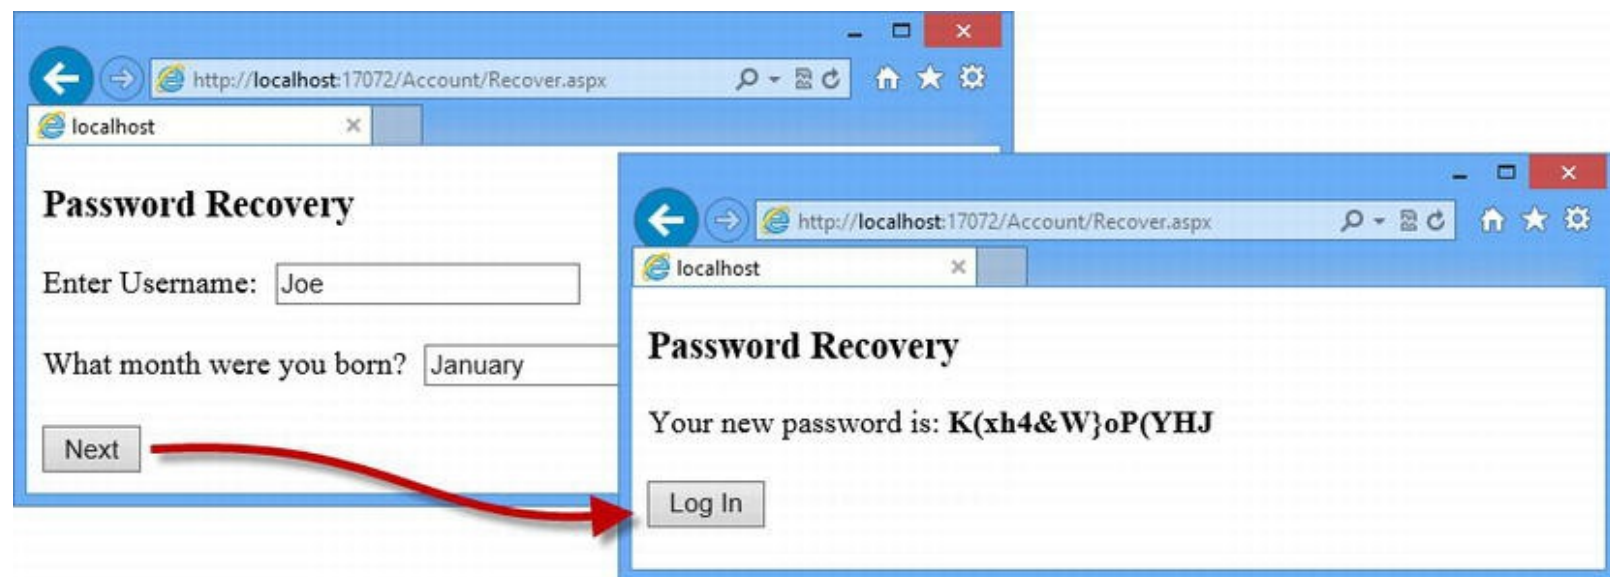 http://localhost:17072/Account/Recover.aspx
localhost
Password Recovery
Enter Username: Joe
What month were you born? January
Next
http://localhost:17072/Account/Recover.aspx
localhost
Password Recovery
Your new password is: K(xh4&W}oP(YHJ
Log In